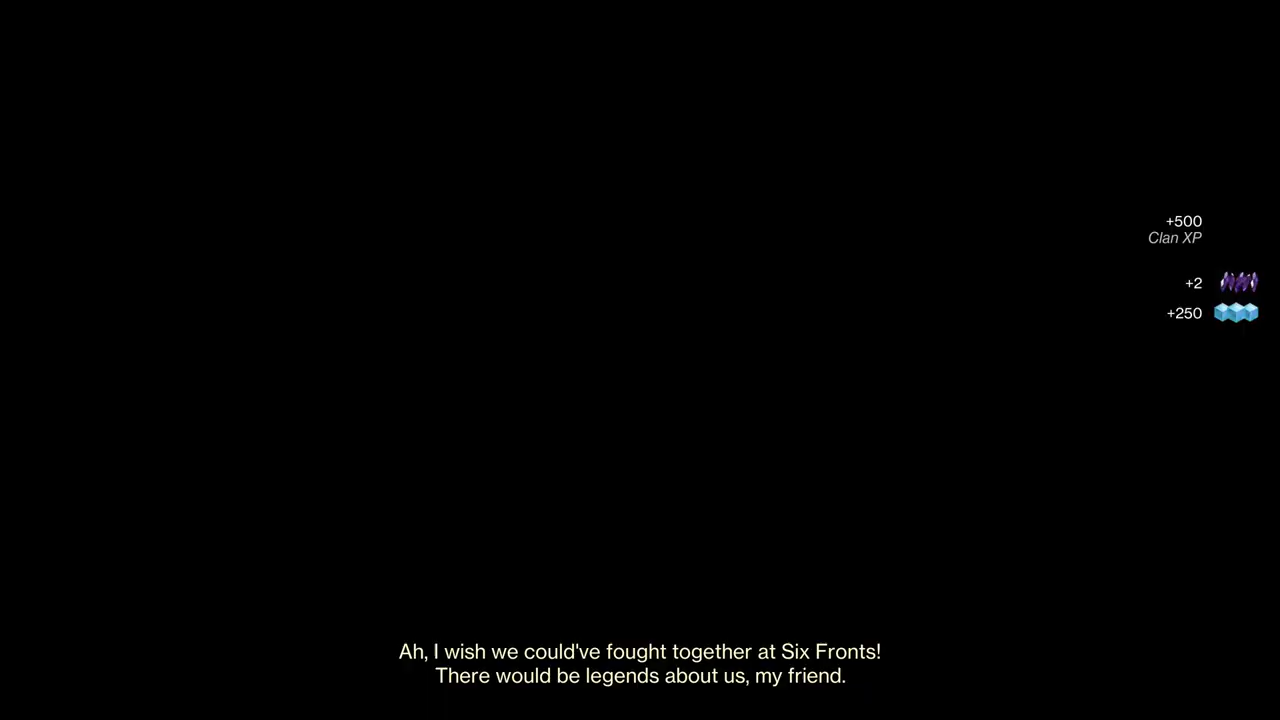 +500
Clan XP
+2
+250
Ah, I wish we could've fought together at Six Fronts!
There would be legends about us, my friend.